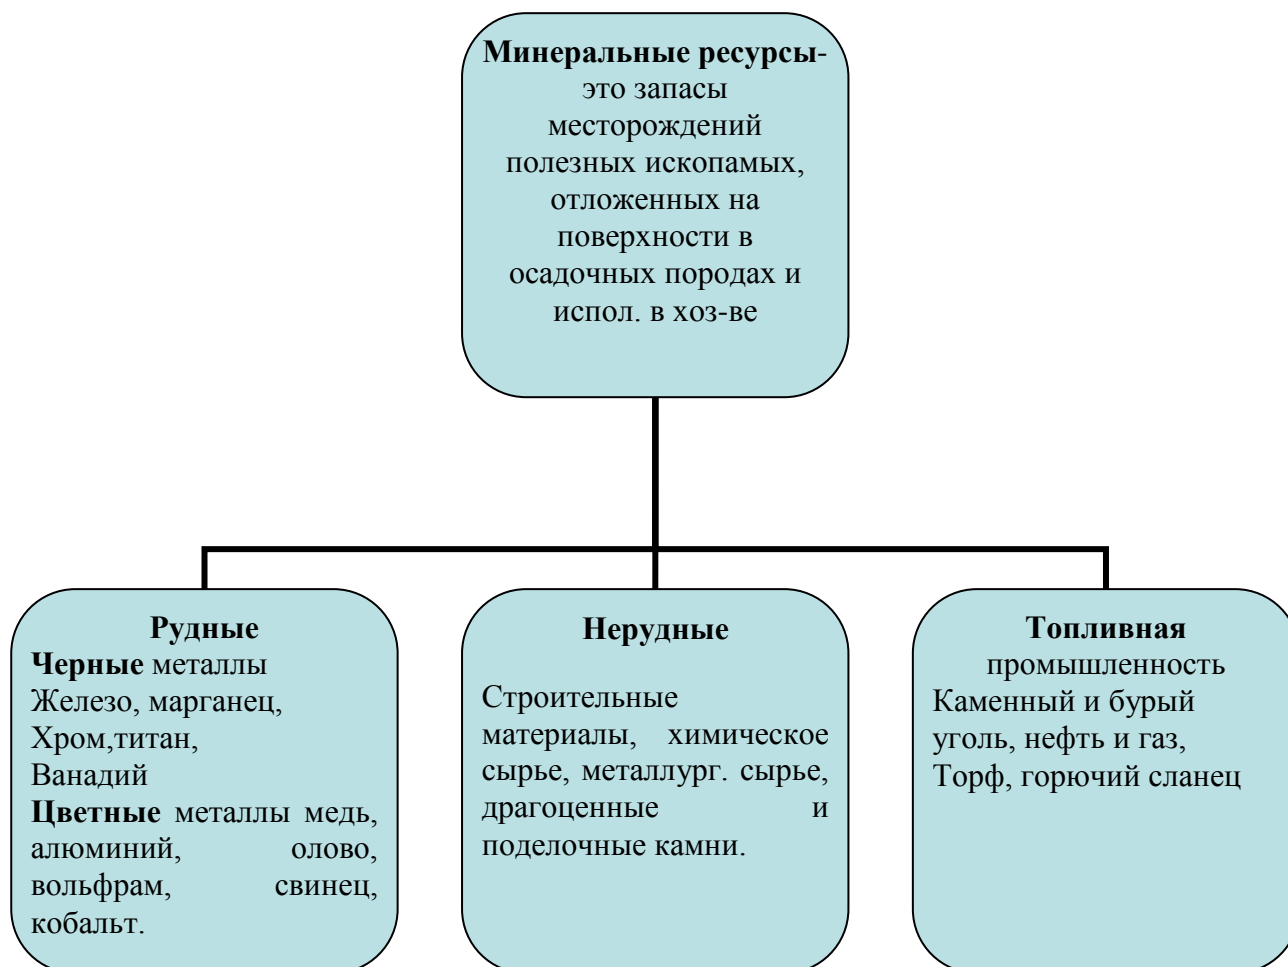 Минеральные ресурсы-
это запасы
месторождений
полезных ископамых,
отложенных на
поверхности в
осадочных породах и
испол. в хоз-ве
Рудные
Черные металлы
Железо, марганец,
Хром,титан,
Ванадий
Цветные металлы медь,
алюминий, олово,
вольфрам, свинец,
кобальт.
Нерудные
Строительные
материалы, химическое
сырье, металлург. сырье,
драгоценные и
поделочные камни.
Топливная
промышленность
Каменный и бурый
уголь, нефть и газ,
Торф, горючий сланец